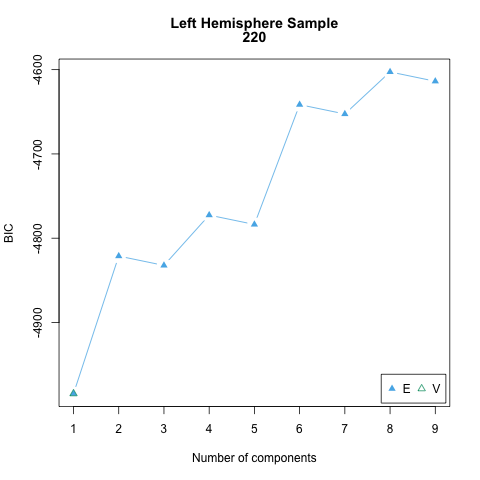 Left Hemisphere Sample
220
BIC
-4600
-4700
-4800
-4900
E V
1 2 3 4 5 6 7 8 9
Number of components